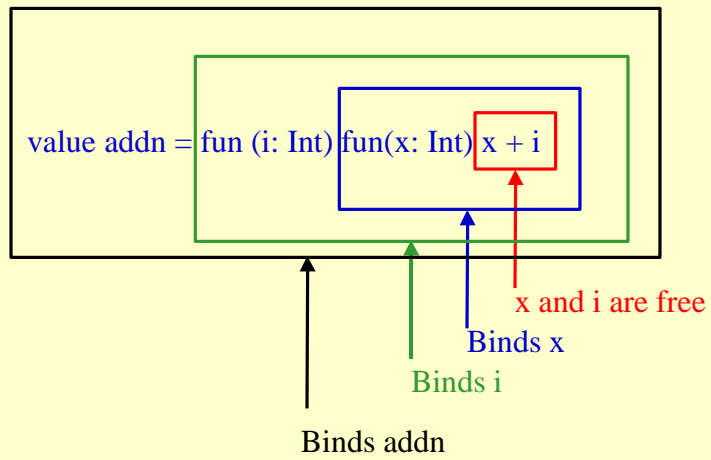 value addn = fun (i: Int) fun(x: Int) x + i
x and i are free
Binds x
Binds i
Binds addn